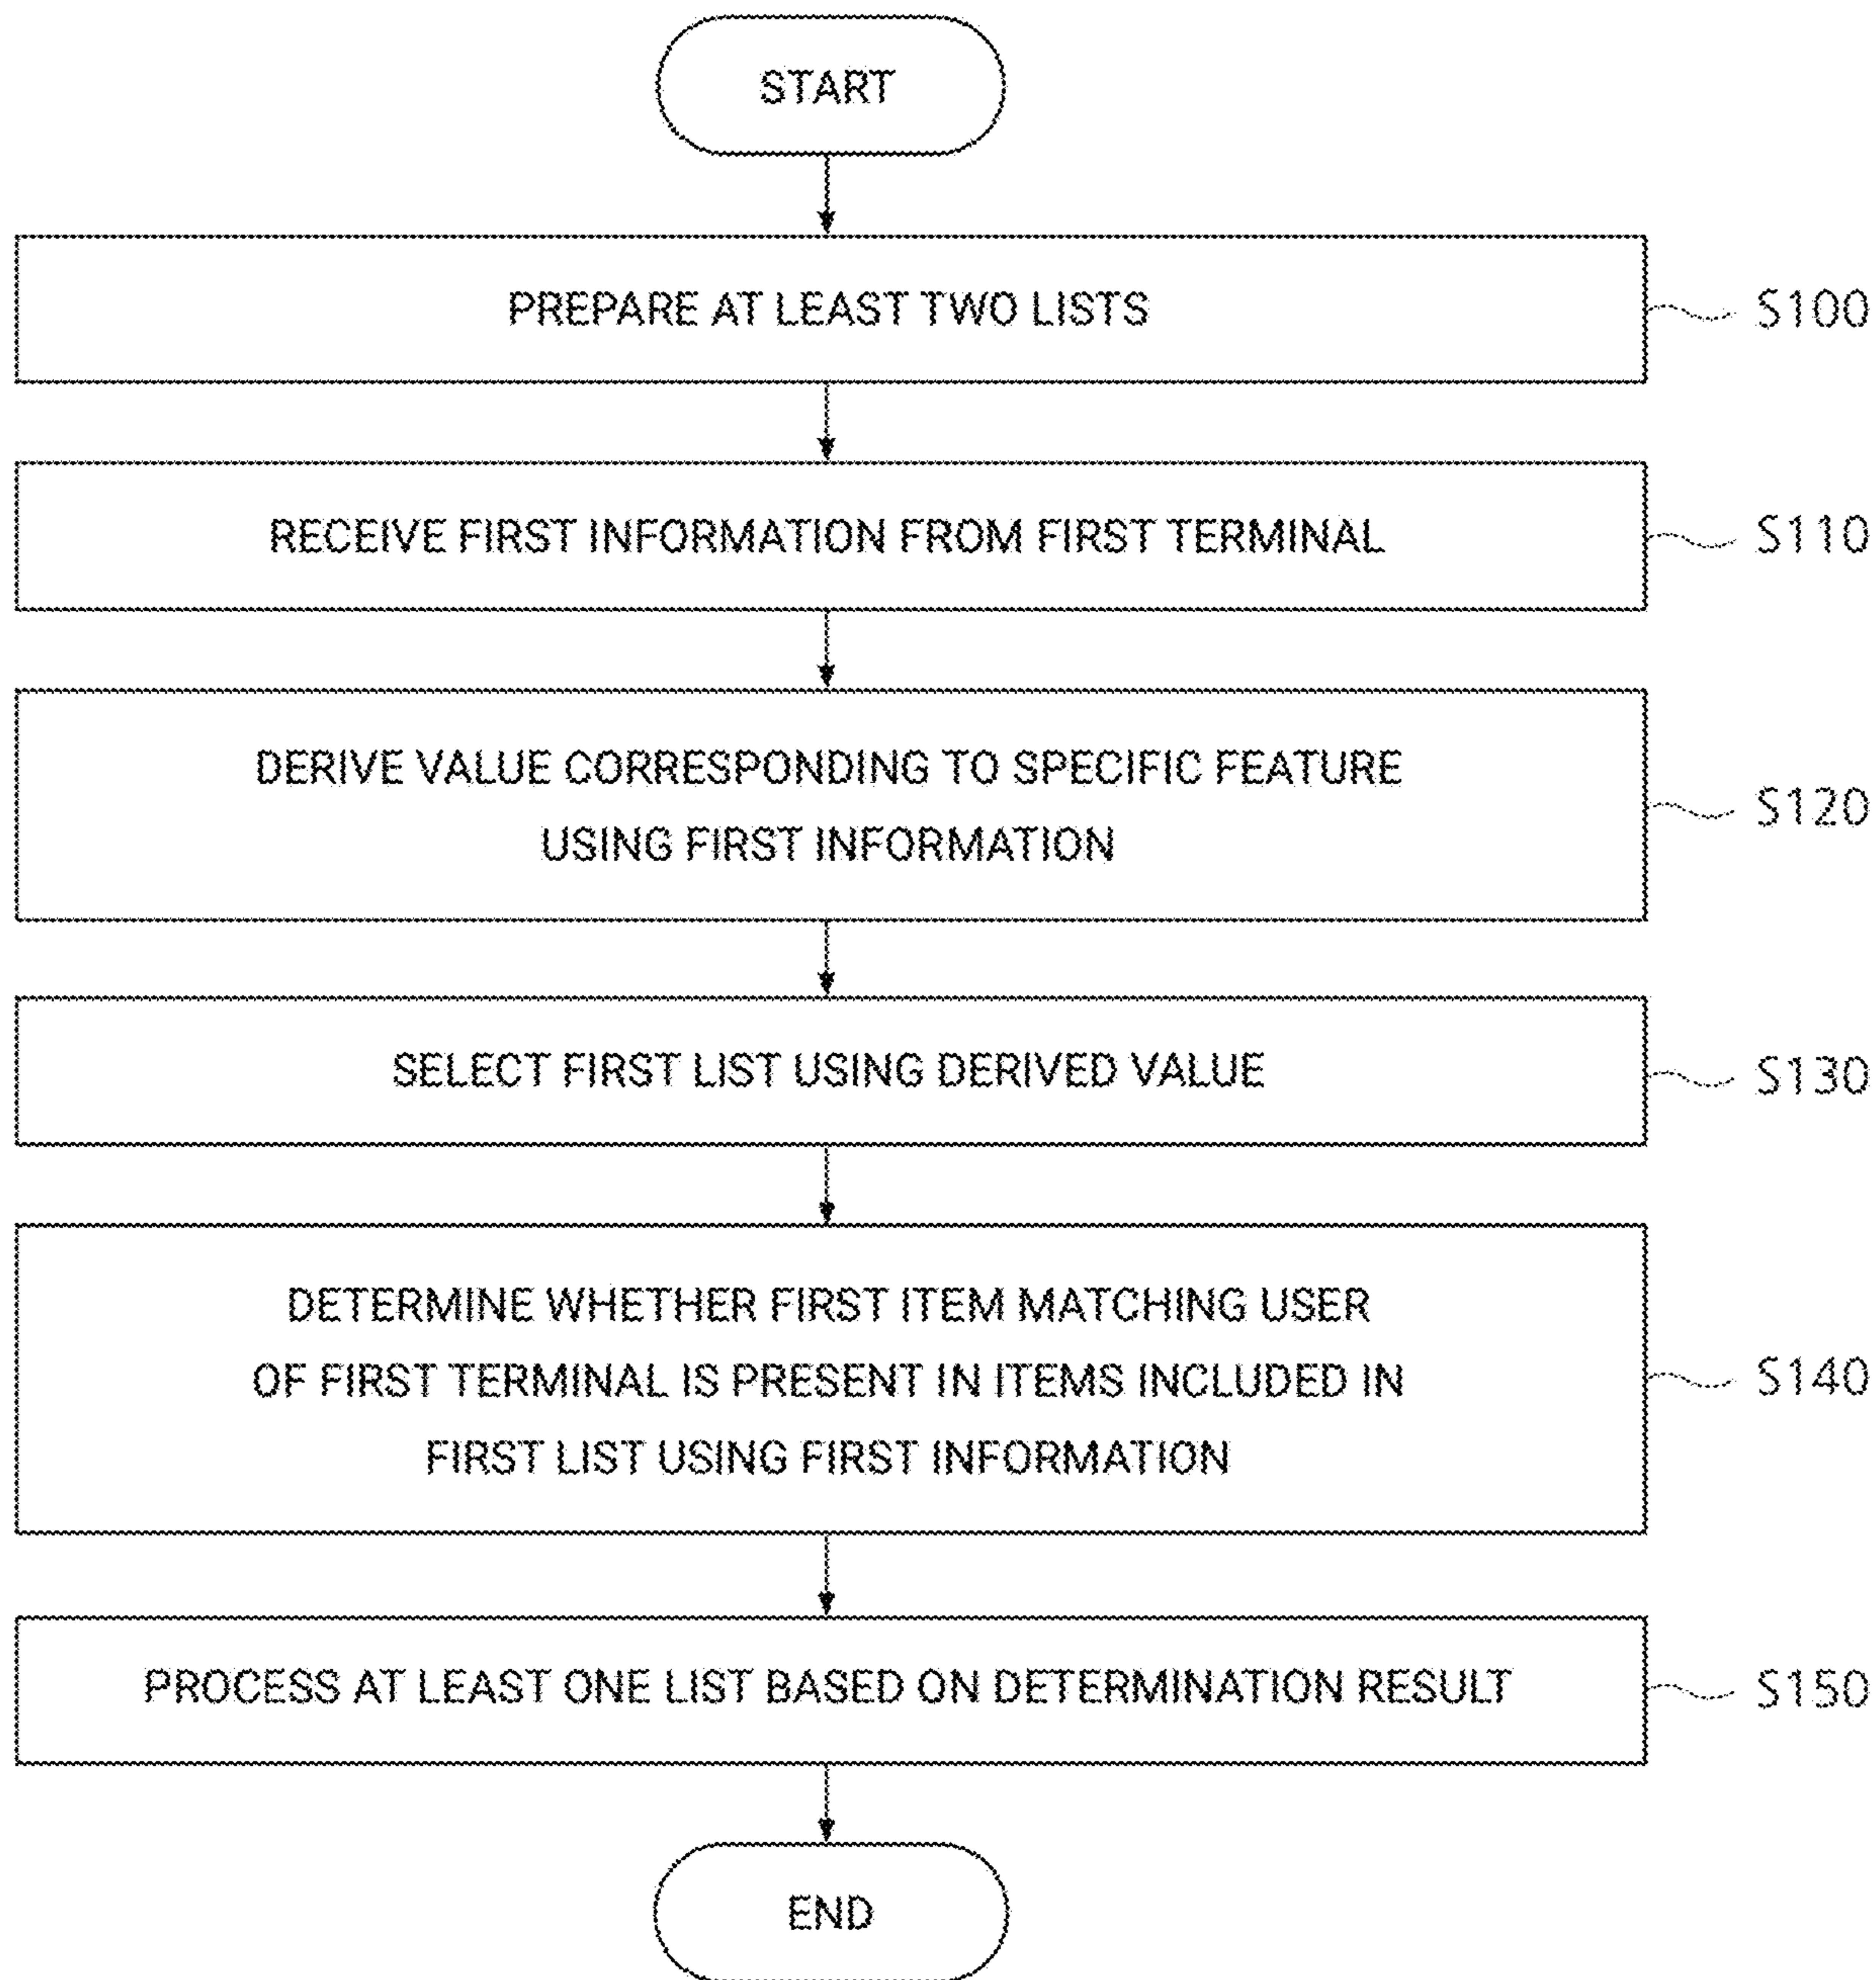 START
PREPARE AT LEAST TWO LISTS
S100
RECEIVE FIRST INFORMATION FROM FIRST TERMINAL
S110
DERIVE VALUE CORRESPONDING TO SPECIFIC FEATURE
USING FIRST INFORMATION
S120
SELECT FIRST LIST USING DERIVED VALUE
S130
DETERMINE WHETHER FIRST ITEM MATCHING USER
OF FIRST TERMINAL IS PRESENT IN ITEMS INCLUDED IN
FIRST LIST USING FIRST INFORMATION
S140
PROCESS AT LEAST ONE LIST BASED ON DETERMINATION RESULT
S150
END